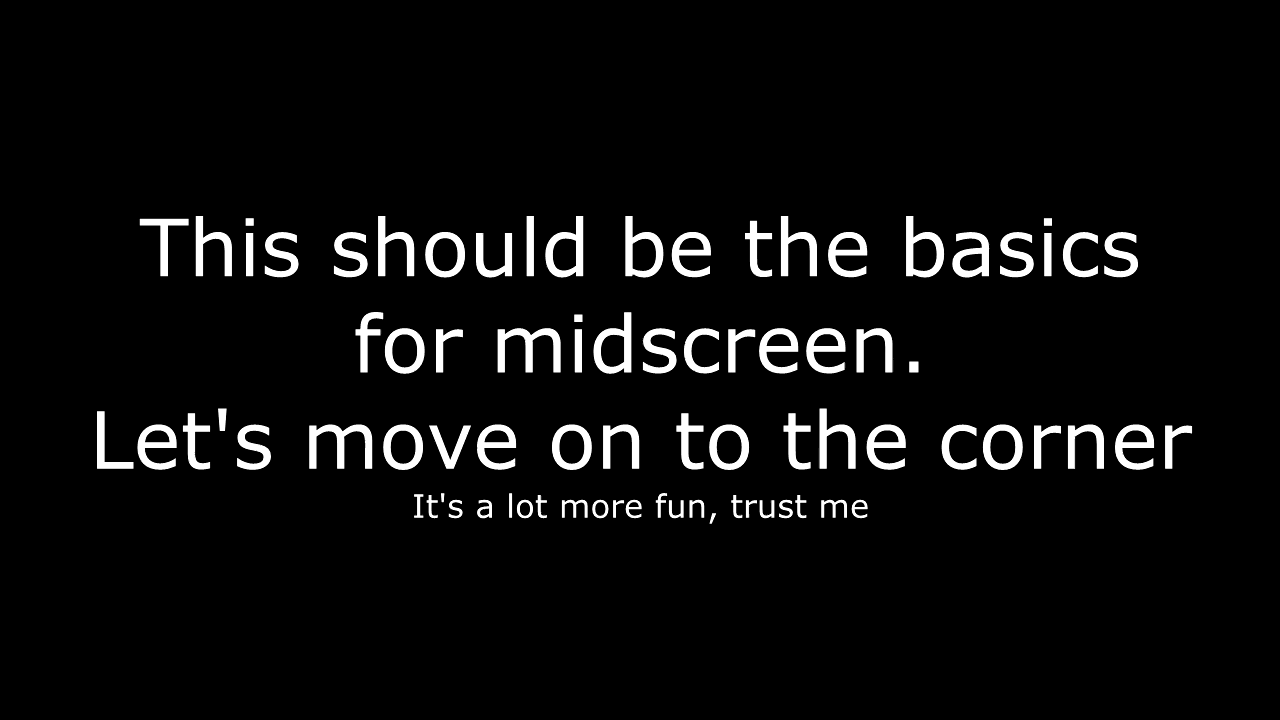 This should be the basics
for midscreen.
Let's move on to the corner
It's a lot more fun, trust me